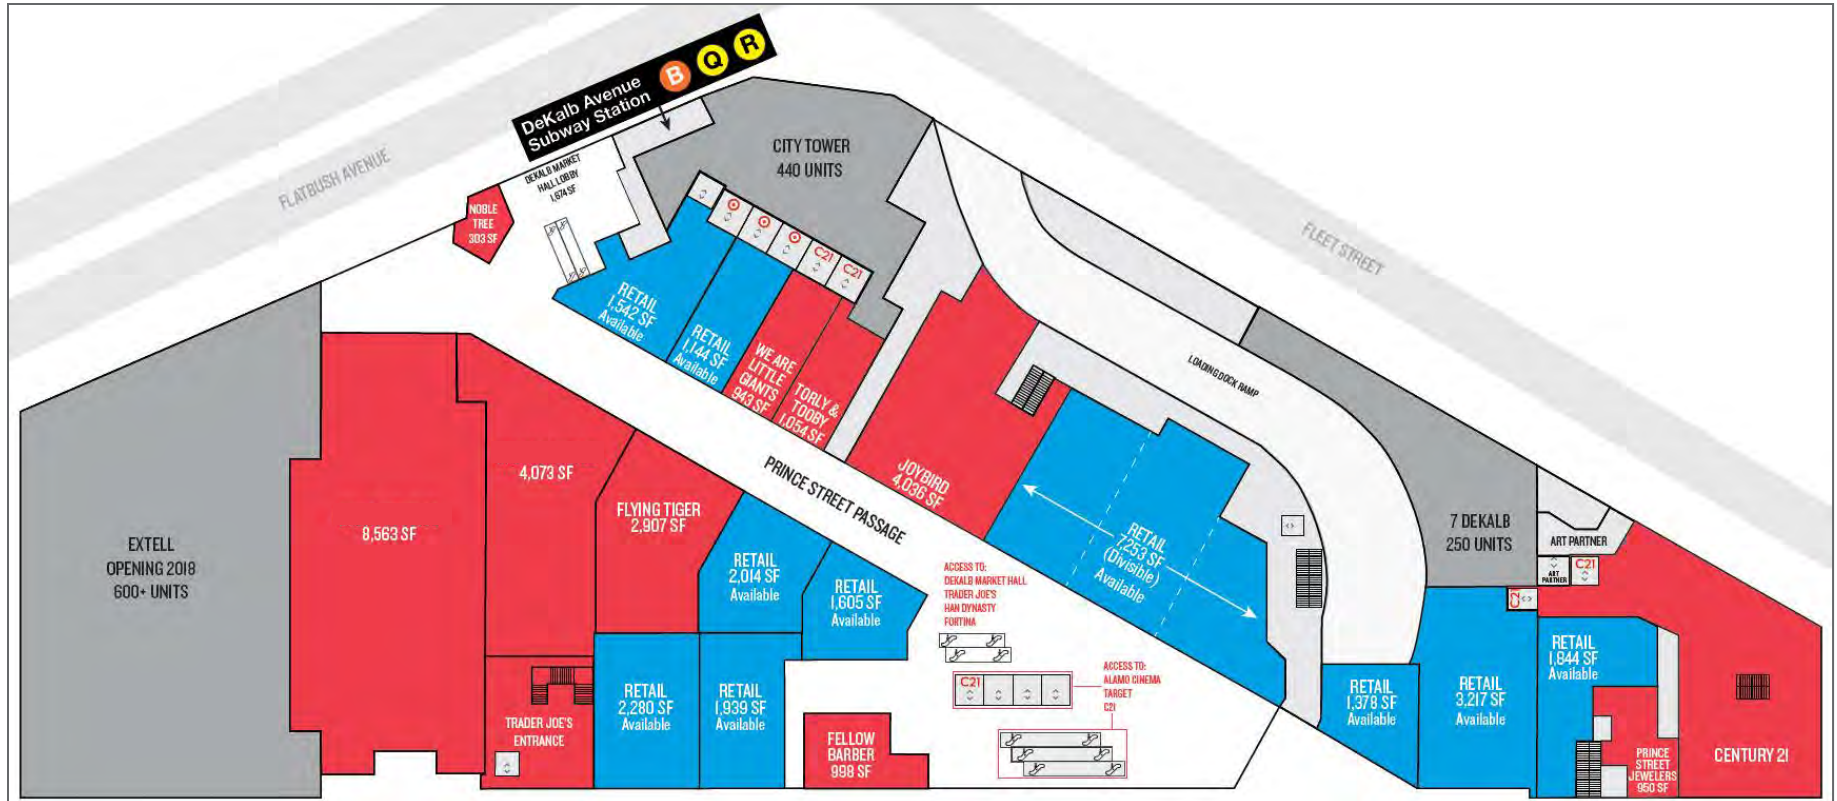 DeKalb Avenue
Subway Station
B Q R
FLATBUSH AVENUE
FLEET STREET
DEKALB MARKET
HALL LOBBY
1,674 SF
NOBLE
TREE
303 SF
CITY TOWER
440 UNITS
C21
C21
RETAIL
1,542 SF
Available
RETAIL
1,144 SF
Available
WE ARE
LITTLE
GIANTS
943 SF
TORLY &
TOOBY
1,054 SF
JOYBIRD
4,036 SF
LOADING DOCK RAMP
PRINCE STREET PASSAGE
EXTELL
OPENING 2018
600+ UNITS
8,563 SF
4,073 SF
FLYING TIGER
2,907 SF
RETAIL
2,014 SF
Available
RETAIL
1,605 SF
Available
RETAIL
7,253 SF
(Divisible)
Available
7 DEKALB
250 UNITS
ART PARTNER
ART
PARTNER
C21
C21
ACCESS TO:
DEKALB MARKET HALL
TRADER JOE'S
HAN DYNASTY
FORTINA
ACCESS TO:
ALAMO CINEMA
TARGET
C21
C21
TRADER JOE'S
ENTRANCE
RETAIL
2,280 SF
Available
RETAIL
1,939 SF
Available
FELLOW
BARBER
998 SF
RETAIL
1,378 SF
Available
RETAIL
3,217 SF
Available
RETAIL
1,844 SF
Available
PRINCE
STREET
JEWELERS
950 SF
CENTURY 21